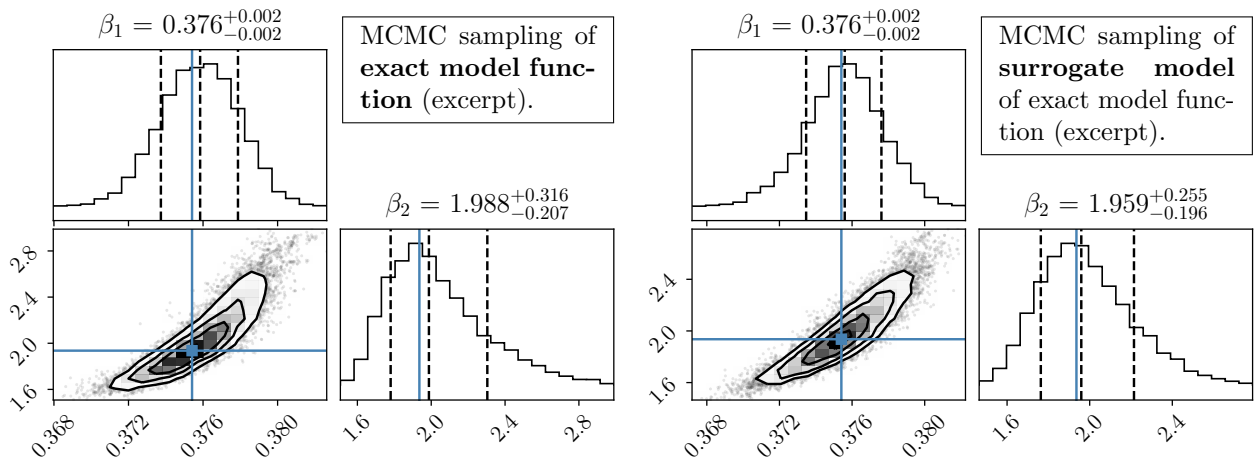 β₁ = 0.376^{+0.002}_{-0.002}
MCMC sampling of
exact model func-
tion (excerpt).
β₂ = 1.988^{+0.316}_{-0.207}
2.8
2.4
2.0
1.6
0.368 0.372 0.376 0.380
1.6 2.0 2.4 2.8
β₁ = 0.376^{+0.002}_{-0.002}
MCMC sampling of
surrogate model
of exact model func-
tion (excerpt).
β₂ = 1.959^{+0.255}_{-0.196}
2.4
2.0
1.6
0.368 0.372 0.376 0.380
1.6 2.0 2.4